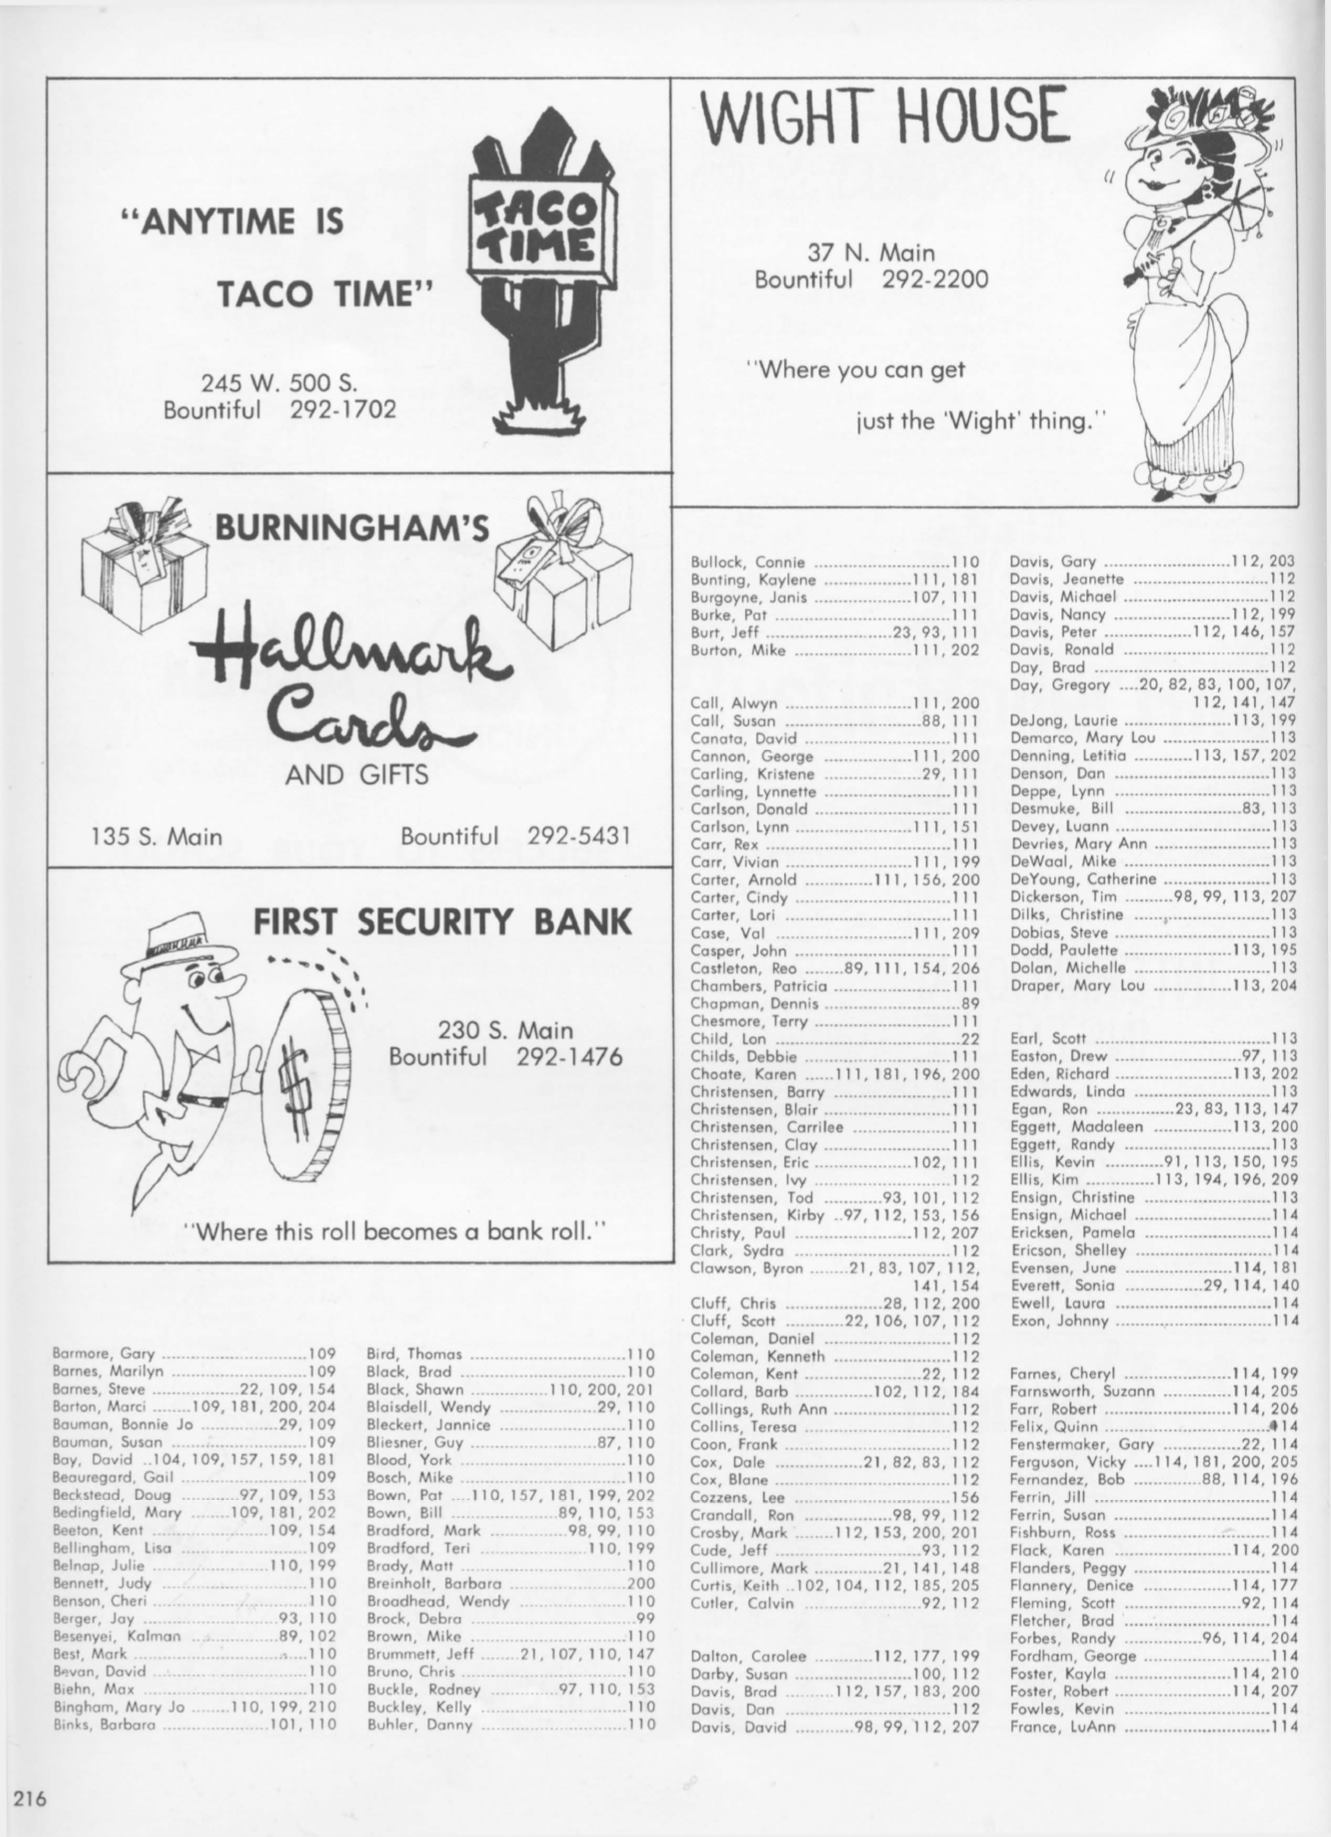 "ANYTIME IS
TACO TIME"
TACO
TIME
245 W. 500 S.
Bountiful 292-1702
WIGHT HOUSE
37 N. Main
Bountiful 292-2200
"Where you can get
just the 'Wight' thing."
BURNINGHAM'S
Hallmark
Cards
AND GIFTS
135 S. Main Bountiful 292-5431
FIRST SECURITY BANK
$
230 S. Main
Bountiful 292-1476
"Where this roll becomes a bank roll."
Barmore, Gary ..........109
Barnes, Marilyn ..........109
Barnes, Steve ..........22, 109, 154
Barton, Marci ........109, 181, 200, 204
Bauman, Bonnie Jo ..........29, 109
Bauman, Susan ..........109
Bay, David ..104, 109, 157, 159, 181
Beauregard, Gail ..........109
Beckstead, Doug ..........97, 109, 153
Bedingfield, Mary .......109, 181, 202
Beeton, Kent ..........109, 154
Bellingham, Lisa ..........109
Belnap, Julie ..........110, 199
Bennett, Judy ..........110
Benson, Cheri ..........110
Berger, Jay ..........93, 110
Besenyei, Kalman ..........89, 102
Best, Mark ..........110
Bevan, David ..........110
Biehn, Max ..........110
Bingham, Mary Jo .......110, 199, 210
Binks, Barbara ..........101, 110
Bird, Thomas ..........110
Black, Brad ..........110
Black, Shawn ..........110, 200, 201
Blaisdell, Wendy ..........29, 110
Bleckert, Jannice ..........110
Bliesner, Guy ..........87, 110
Blood, York ..........110
Bosch, Mike ..........110
Bown, Pat ....110, 157, 181, 199, 202
Bown, Bill ..........89, 110, 153
Bradford, Mark ..........98, 99, 110
Bradford, Teri ..........110, 199
Brady, Matt ..........110
Breinholt, Barbara ..........200
Broadhead, Wendy ..........110
Brock, Debra ..........99
Brown, Mike ..........110
Brummett, Jeff ......21, 107, 110, 147
Bruno, Chris ..........110
Buckle, Rodney ..........97, 110, 153
Buckley, Kelly ..........110
Buhler, Danny ..........110
Bullock, Connie ..........110
Bunting, Kaylene ..........111, 181
Burgoyne, Janis ..........107, 111
Burke, Pat ..........111
Burt, Jeff ..........23, 93, 111
Burton, Mike ..........111, 202
Call, Alwyn ..........111, 200
Call, Susan ..........88, 111
Canata, David ..........111
Cannon, George ..........111, 200
Carling, Kristene ..........29, 111
Carling, Lynnette ..........111
Carlson, Donald ..........111
Carlson, Lynn ..........111, 151
Carr, Rex ..........111
Carr, Vivian ..........111, 199
Carter, Arnold ..........111, 156, 200
Carter, Cindy ..........111
Carter, Lori ..........111
Case, Val ..........111, 209
Casper, John ..........111
Castleton, Reo ........89, 111, 154, 206
Chambers, Patricia ..........111
Chapman, Dennis ..........89
Chesmore, Terry ..........111
Child, Lon ..........22
Childs, Debbie ..........111
Choate, Karen ......111, 181, 196, 200
Christensen, Barry ..........111
Christensen, Blair ..........111
Christensen, Carrilee ..........111
Christensen, Clay ..........111
Christensen, Eric ..........102, 111
Christensen, Ivy ..........112
Christensen, Tod ..........93, 101, 112
Christensen, Kirby ..97, 112, 153, 156
Christy, Paul ..........112, 207
Clark, Sydra ..........112
Clawson, Byron ........21, 83, 107, 112,
141, 154
Cluff, Chris ..........28, 112, 200
Cluff, Scott ..........22, 106, 107, 112
Coleman, Daniel ..........112
Coleman, Kenneth ..........112
Coleman, Kent ..........22, 112
Collard, Barb ..........102, 112, 184
Collings, Ruth Ann ..........112
Collins, Teresa ..........112
Coon, Frank ..........112
Cox, Dale ..........21, 82, 83, 112
Cox, Blane ..........112
Cozzens, Lee ..........156
Crandall, Ron ..........98, 99, 112
Crosby, Mark .......112, 153, 200, 201
Cude, Jeff ..........93, 112
Cullimore, Mark ..........21, 141, 148
Curtis, Keith ..102, 104, 112, 185, 205
Cutler, Calvin ..........92, 112
Dalton, Carolee ..........112, 177, 199
Darby, Susan ..........100, 112
Davis, Brad ..........112, 157, 183, 200
Davis, Dan ..........112
Davis, David ..........98, 99, 112, 207
Davis, Gary ..........112, 203
Davis, Jeanette ..........112
Davis, Michael ..........112
Davis, Nancy ..........112, 199
Davis, Peter ..........112, 146, 157
Davis, Ronald ..........112
Day, Brad ..........112
Day, Gregory ....20, 82, 83, 100, 107,
112, 141, 147
DeJong, Laurie ..........113, 199
Demarco, Mary Lou ..........113
Denning, Letitia ..........113, 157, 202
Denson, Dan ..........113
Deppe, Lynn ..........113
Desmuke, Bill ..........83, 113
Devey, Luann ..........113
Devries, Mary Ann ..........113
DeWaal, Mike ..........113
DeYoung, Catherine ..........113
Dickerson, Tim .........98, 99, 113, 207
Dilks, Christine ..........113
Dobias, Steve ..........113
Dodd, Paulette ..........113, 195
Dolan, Michelle ..........113
Draper, Mary Lou ..........113, 204
Earl, Scott ..........113
Easton, Drew ..........97, 113
Eden, Richard ..........113, 202
Edwards, Linda ..........113
Egan, Ron ..........23, 83, 113, 147
Eggett, Madaleen ..........113, 200
Eggett, Randy ..........113
Ellis, Kevin ..........91, 113, 150, 195
Ellis, Kim ..........113, 194, 196, 209
Ensign, Christine ..........113
Ensign, Michael ..........114
Ericksen, Pamela ..........114
Ericson, Shelley ..........114
Evensen, June ..........114, 181
Everett, Sonia ..........29, 114, 140
Ewell, Laura ..........114
Exon, Johnny ..........114
Farnes, Cheryl ..........114, 199
Farnsworth, Suzann ..........114, 205
Farr, Robert ..........114, 206
Felix, Quinn ..........114
Fenstermaker, Gary ..........22, 114
Ferguson, Vicky ....114, 181, 200, 205
Fernandez, Bob ..........88, 114, 196
Ferrin, Jill ..........114
Ferrin, Susan ..........114
Fishburn, Ross ..........114
Flack, Karen ..........114, 200
Flanders, Peggy ..........114
Flannery, Denice ..........114, 177
Fleming, Scott ..........92, 114
Fletcher, Brad ..........114
Forbes, Randy ..........96, 114, 204
Fordham, George ..........114
Foster, Kayla ..........114, 210
Foster, Robert ..........114, 207
Fowles, Kevin ..........114
France, LuAnn ..........114
216